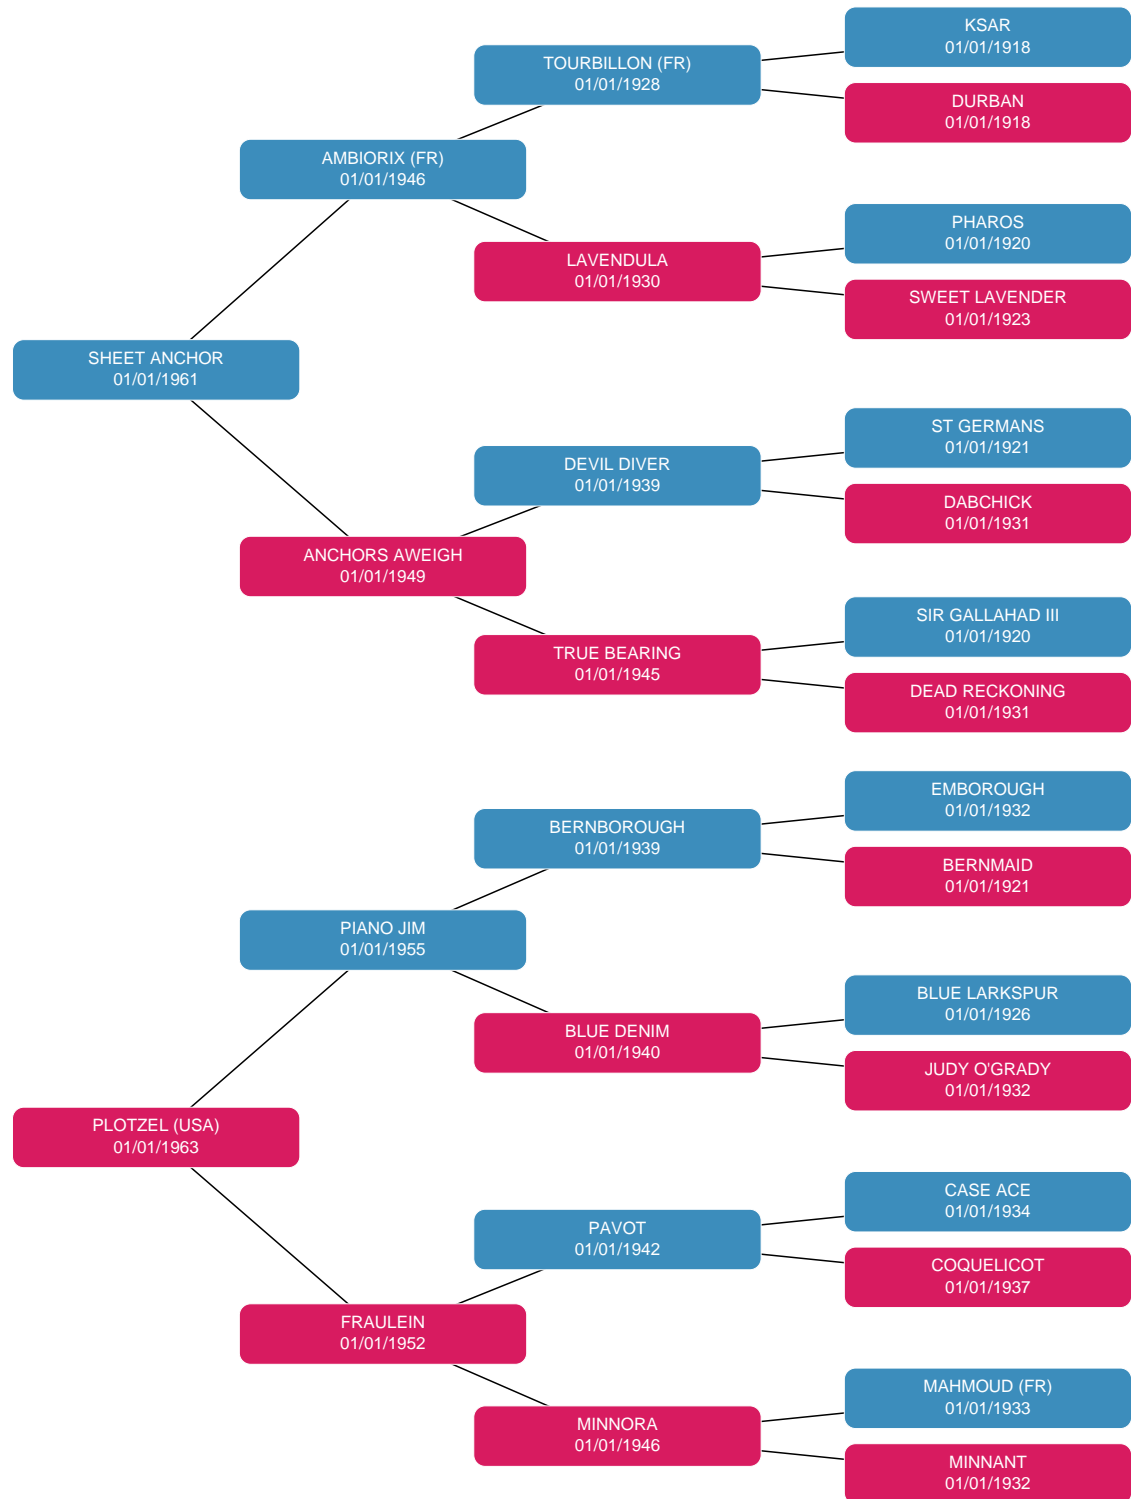 KSAR
01/01/1918
TOURBILLON (FR)
01/01/1928
DURBAN
01/01/1918
AMBIORIX (FR)
01/01/1946
PHAROS
01/01/1920
LAVENDULA
01/01/1930
SWEET LAVENDER
01/01/1923
SHEET ANCHOR
01/01/1961
ST GERMANS
01/01/1921
DEVIL DIVER
01/01/1939
DABCHICK
01/01/1931
ANCHORS AWEIGH
01/01/1949
SIR GALLAHAD III
01/01/1920
TRUE BEARING
01/01/1945
DEAD RECKONING
01/01/1931
EMBOROUGH
01/01/1932
BERNBOROUGH
01/01/1939
BERNMAID
01/01/1921
PIANO JIM
01/01/1955
BLUE LARKSPUR
01/01/1926
BLUE DENIM
01/01/1940
JUDY O'GRADY
01/01/1932
PLOTZEL (USA)
01/01/1963
CASE ACE
01/01/1934
PAVOT
01/01/1942
COQUELICOT
01/01/1937
FRAULEIN
01/01/1952
MAHMOUD (FR)
01/01/1933
MINNORA
01/01/1946
MINNANT
01/01/1932